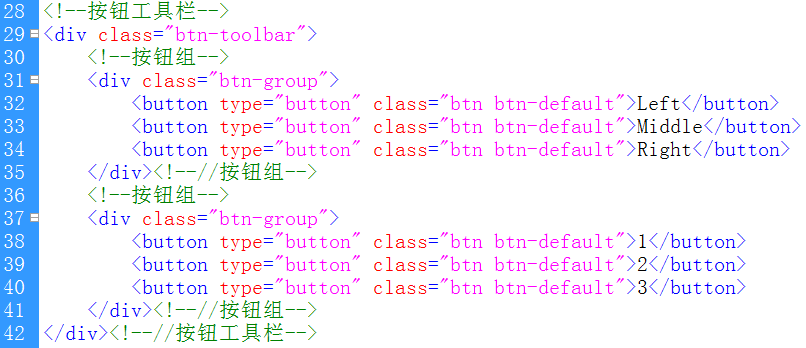 28 <!--按钮工具栏-->
29 <div class="btn-toolbar">
30 <!--按钮组-->
31 <div class="btn-group">
32 <button type="button" class="btn btn-default">Left</button>
33 <button type="button" class="btn btn-default">Middle</button>
34 <button type="button" class="btn btn-default">Right</button>
35 </div><!--//按钮组-->
36 <!--按钮组-->
37 <div class="btn-group">
38 <button type="button" class="btn btn-default">1</button>
39 <button type="button" class="btn btn-default">2</button>
40 <button type="button" class="btn btn-default">3</button>
41 </div><!--//按钮组-->
42 </div><!--//按钮工具栏-->